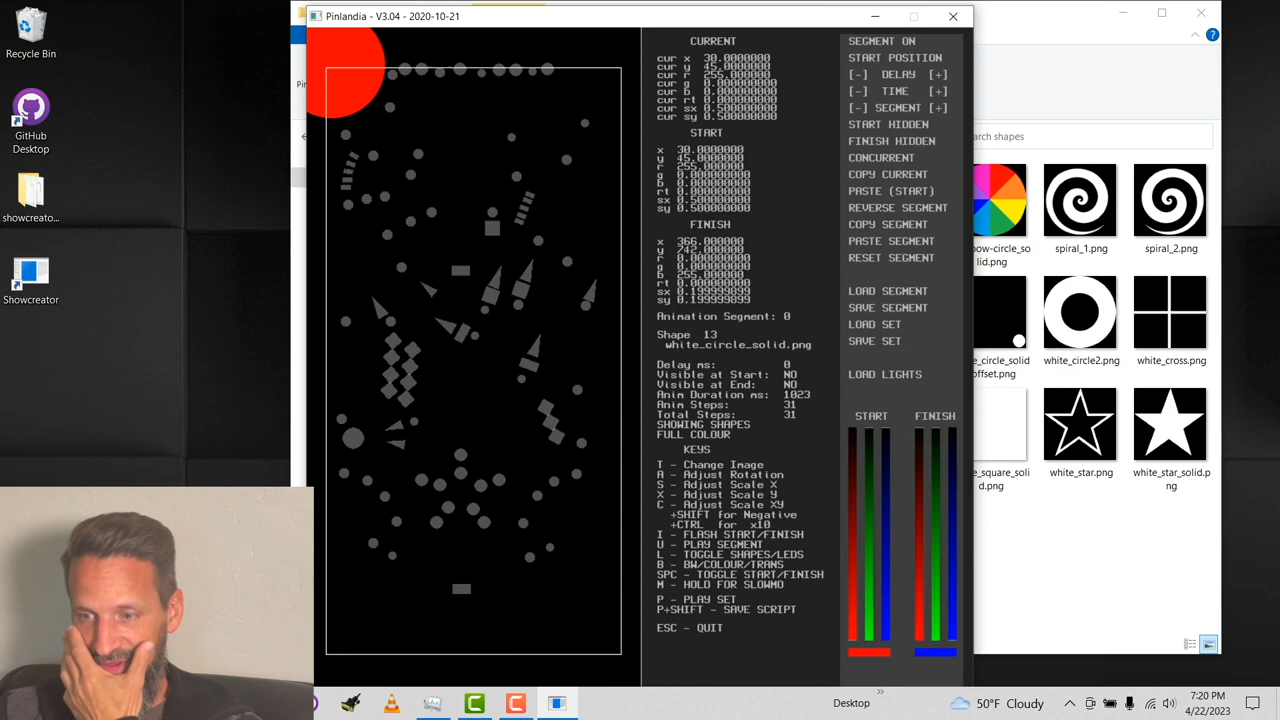 Recycle Bin
GitHub
Desktop
showcreato...
Showcreator
Pinlandia - V3.04 - 2020-10-21
CURRENT
cur x 30.0000000
cur y 45.0000000
cur r 255.000000
cur g 0.00000000
cur b 0.00000000
cur rt 0.00000000
cur sx 0.50000000
cur sy 0.50000000
START
x 30.0000000
y 45.0000000
r 255.000000
g 0.00000000
b 0.00000000
rt 0.00000000
sx 0.50000000
sy 0.50000000
FINISH
x 366.000000
y 742.000000
r 0.00000000
g 0.00000000
b 255.000000
rt 0.00000000
sx 0.199999899
sy 0.199999899
Animation Segment: 0
Shape 13
white_circle_solid.png
Delay ms: 0
Visible at Start: NO
Visible at End: NO
Anim Duration ms: 1023
Anim Steps: 31
Total Steps: 31
SHOWING SHAPES
FULL COLOUR
KEYS
T - Change Image
A - Adjust Rotation
S - Adjust Scale X
X - Adjust Scale Y
C - Adjust Scale XY
+SHIFT for Negative
+CTRL for x10
I - FLASH START/FINISH
U - PLAY SEGMENT
L - TOGGLE SHAPES/LEDS
B - BW/COLOUR/TRANS
SPC - TOGGLE START/FINISH
M - HOLD FOR SLOWMO
P - PLAY SET
P+SHIFT - SAVE SCRIPT
ESC - QUIT
SEGMENT ON
START POSITION
[-] DELAY [+]
[-] TIME [+]
[-] SEGMENT [+]
START HIDDEN
FINISH HIDDEN
CONCURRENT
COPY CURRENT
PASTE (START)
REVERSE SEGMENT
COPY SEGMENT
PASTE SEGMENT
RESET SEGMENT
LOAD SEGMENT
SAVE SEGMENT
LOAD SET
SAVE SET
LOAD LIGHTS
START FINISH
arch shapes
bow-circle_so
lid.png
spiral_1.png
spiral_2.png
e_circle_solid
offset.png
white_circle2.png
white_cross.png
e_square_soli
d.png
white_star.png
white_star_solid.p
ng
Desktop
50°F Cloudy
7:20 PM
4/22/2023